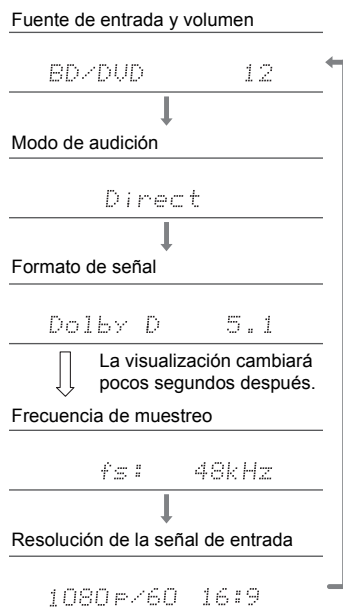 Fuente de entrada y volumen
BD/DVD 12
Modo de audición
Direct
Formato de señal
Dolby D 5.1
La visualización cambiará
pocos segundos después.
Frecuencia de muestreo
fs: 48kHz
Resolución de la señal de entrada
1080p/60 16:9